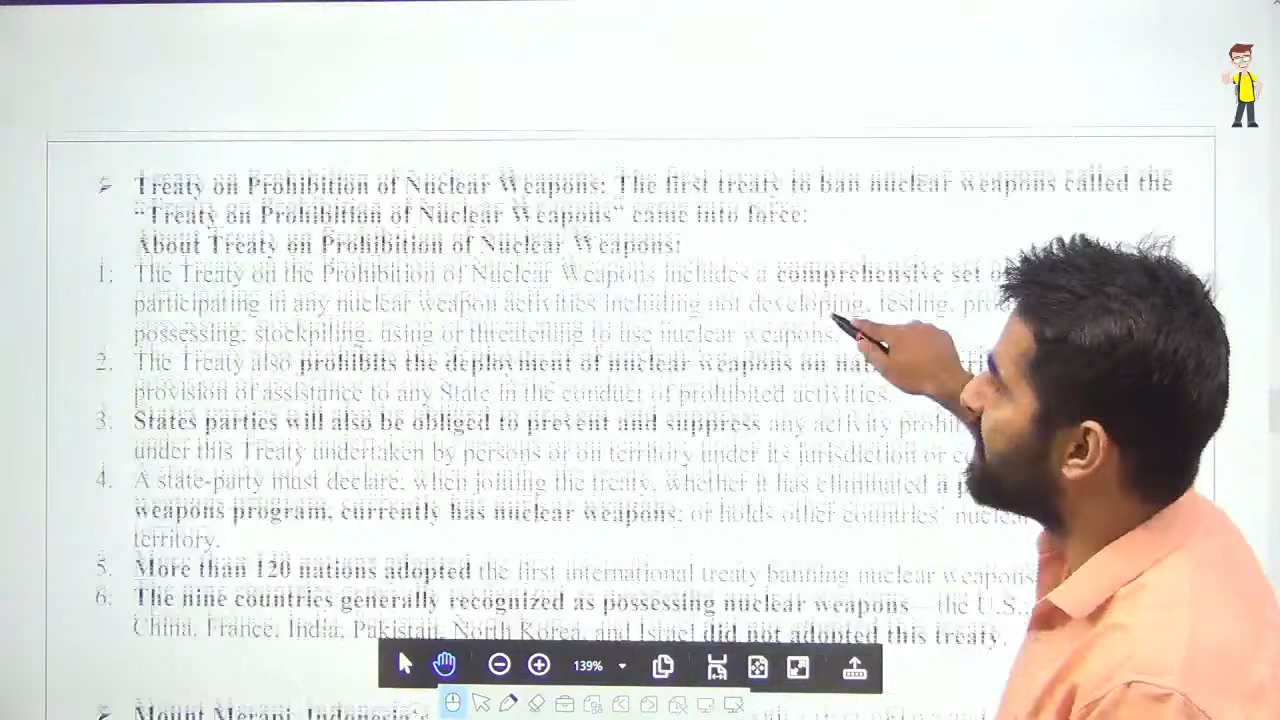 ➢ Treaty on Prohibition of Nuclear Weapons: The first treaty to ban nuclear weapons called the
“Treaty on Prohibition of Nuclear Weapons” came into force:
About Treaty on Prohibition of Nuclear Weapons:
1. The Treaty on the Prohibition of Nuclear Weapons includes a comprehensive set
participating in any nuclear weapon activities including not developing, testing,
possessing, stockpiling, using or threatening to use nuclear weapons.
2. The Treaty also prohibits the deployment of nuclear weapons on
provision of assistance to any State in the conduct of prohibited activities.
3. States parties will also be obliged to prevent and suppress any activity
under this Treaty undertaken by persons or on territory under its jurisdiction or
4. A state-party must declare, when joining the treaty, whether it has eliminated a
weapons program, currently has nuclear weapons, or holds other countries’
territory.
5. More than 120 nations adopted the first international treaty banning nuclear weapons
6. The nine countries generally recognized as possessing nuclear weapons — the U.S.,
China, France, India, Pakistan, North Korea, and Israel did not adopted this treaty.
139%
➢ Mount Merapi, Indonesia’s